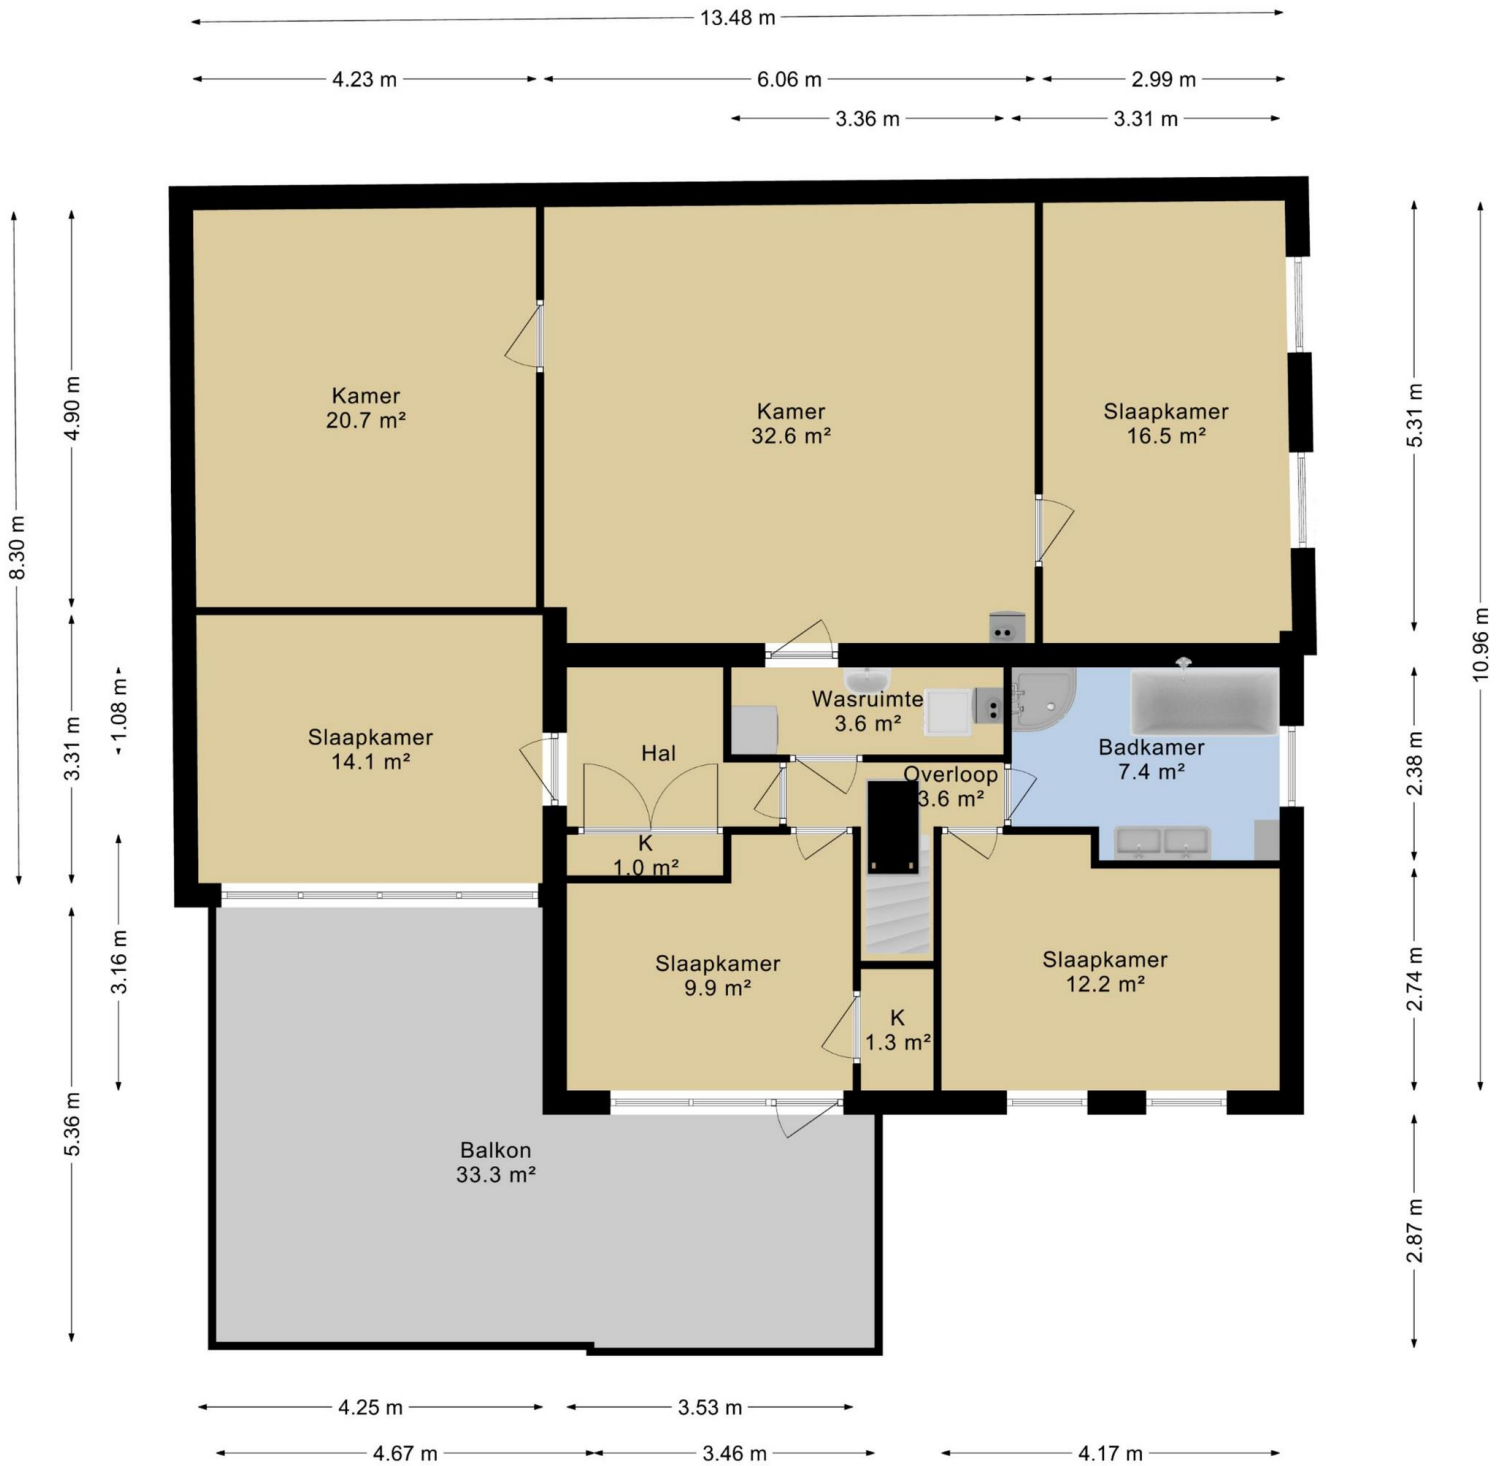 13.48 m
4.23 m
6.06 m
2.99 m
3.36 m
3.31 m
8.30 m
4.90 m
3.31 m
1.08 m
3.16 m
5.36 m
Kamer
20.7 m²
Kamer
32.6 m²
Slaapkamer
16.5 m²
Slaapkamer
14.1 m²
Hal
Wasruimte
3.6 m²
Overloop
3.6 m²
Badkamer
7.4 m²
K
1.0 m²
Slaapkamer
9.9 m²
K
1.3 m²
Slaapkamer
12.2 m²
Balkon
33.3 m²
5.31 m
10.96 m
2.38 m
2.74 m
2.87 m
4.25 m
3.53 m
4.67 m
3.46 m
4.17 m